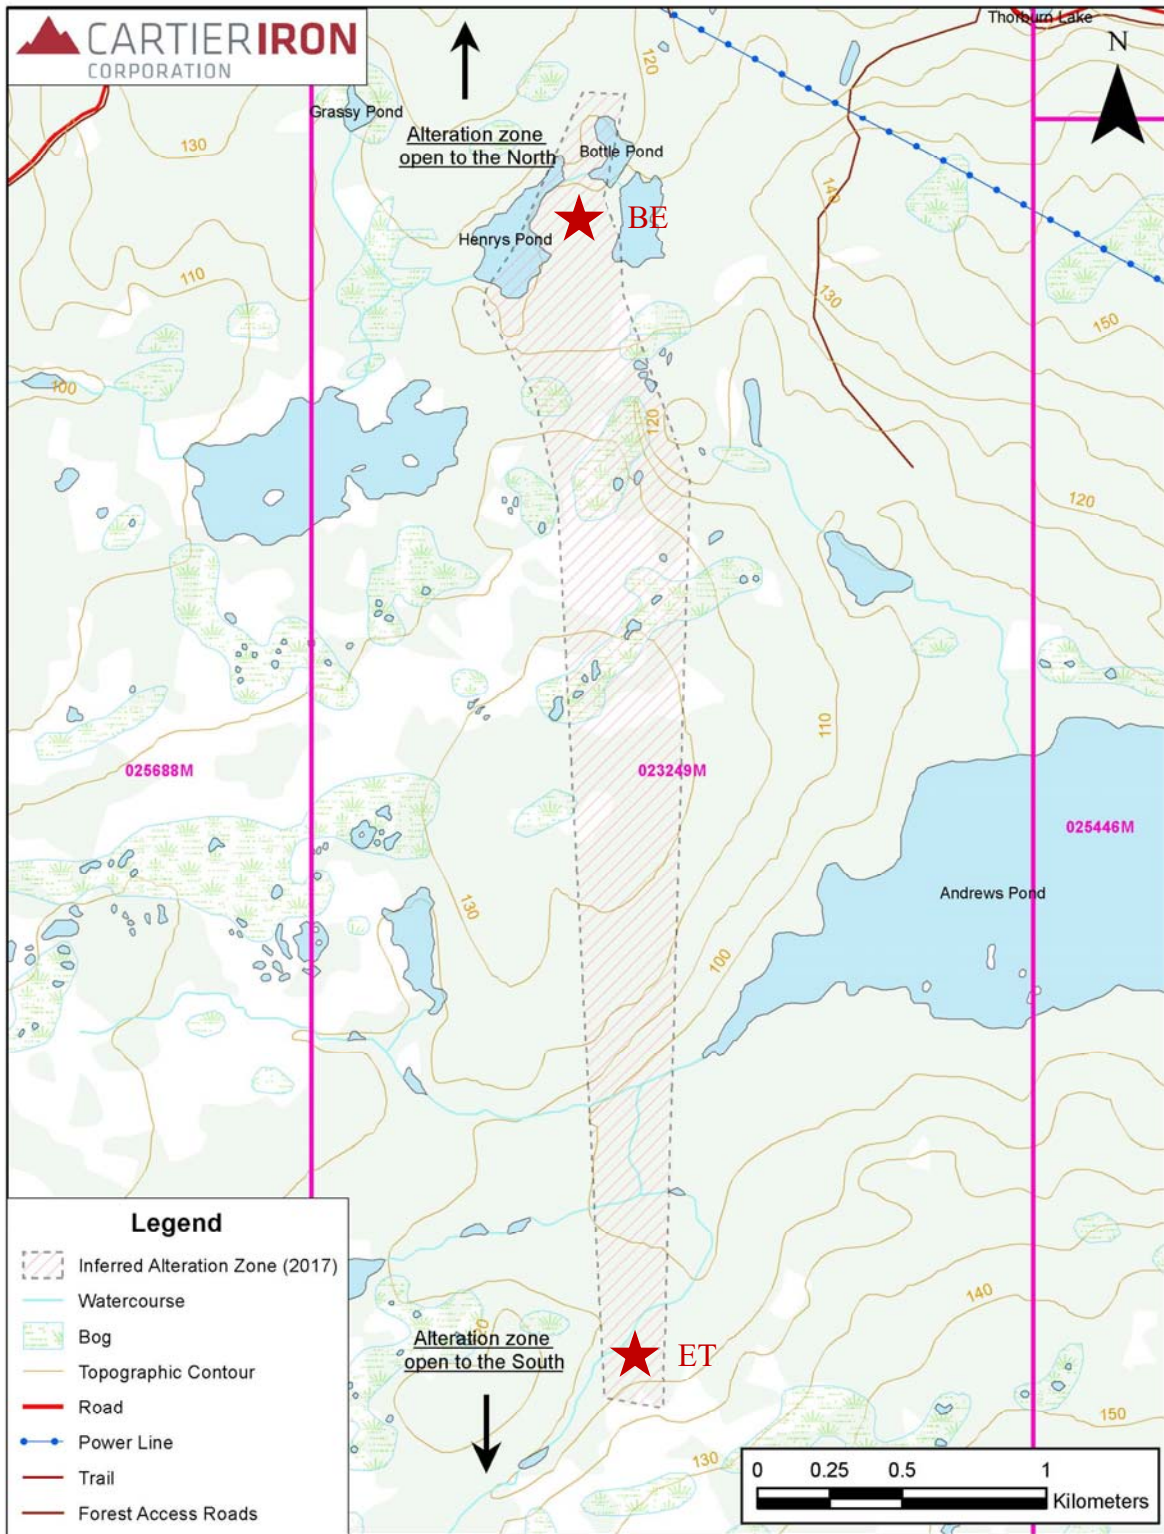 CARTIER IRON
CORPORATION
Thorburn Lake
N
120
Grassy Pond
130
Alteration zone
open to the North
Bottle Pond
140
BE
Henrys Pond
110
130
150
100
120
120
110
025688M
023249M
025446M
Andrews Pond
130
100
Legend
Inferred Alteration Zone (2017)
Watercourse
Bog
Topographic Contour
Road
Power Line
Trail
Forest Access Roads
140
Alteration zone
open to the South
ET
150
130
0 0.25 0.5 1
Kilometers